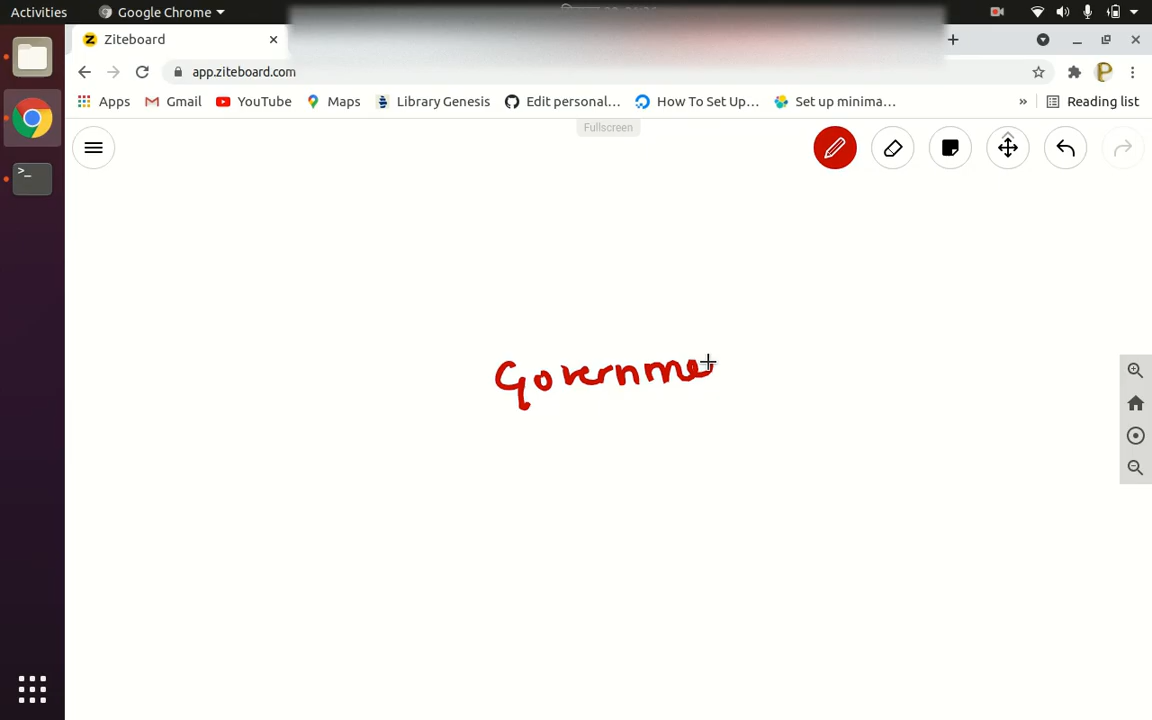 Activities
Google Chrome
Ziteboard
app.ziteboard.com
Apps
Gmail
YouTube
Maps
Library Genesis
Edit personal...
How To Set Up...
Set up minima...
»
Reading list
Fullscreen
Governme